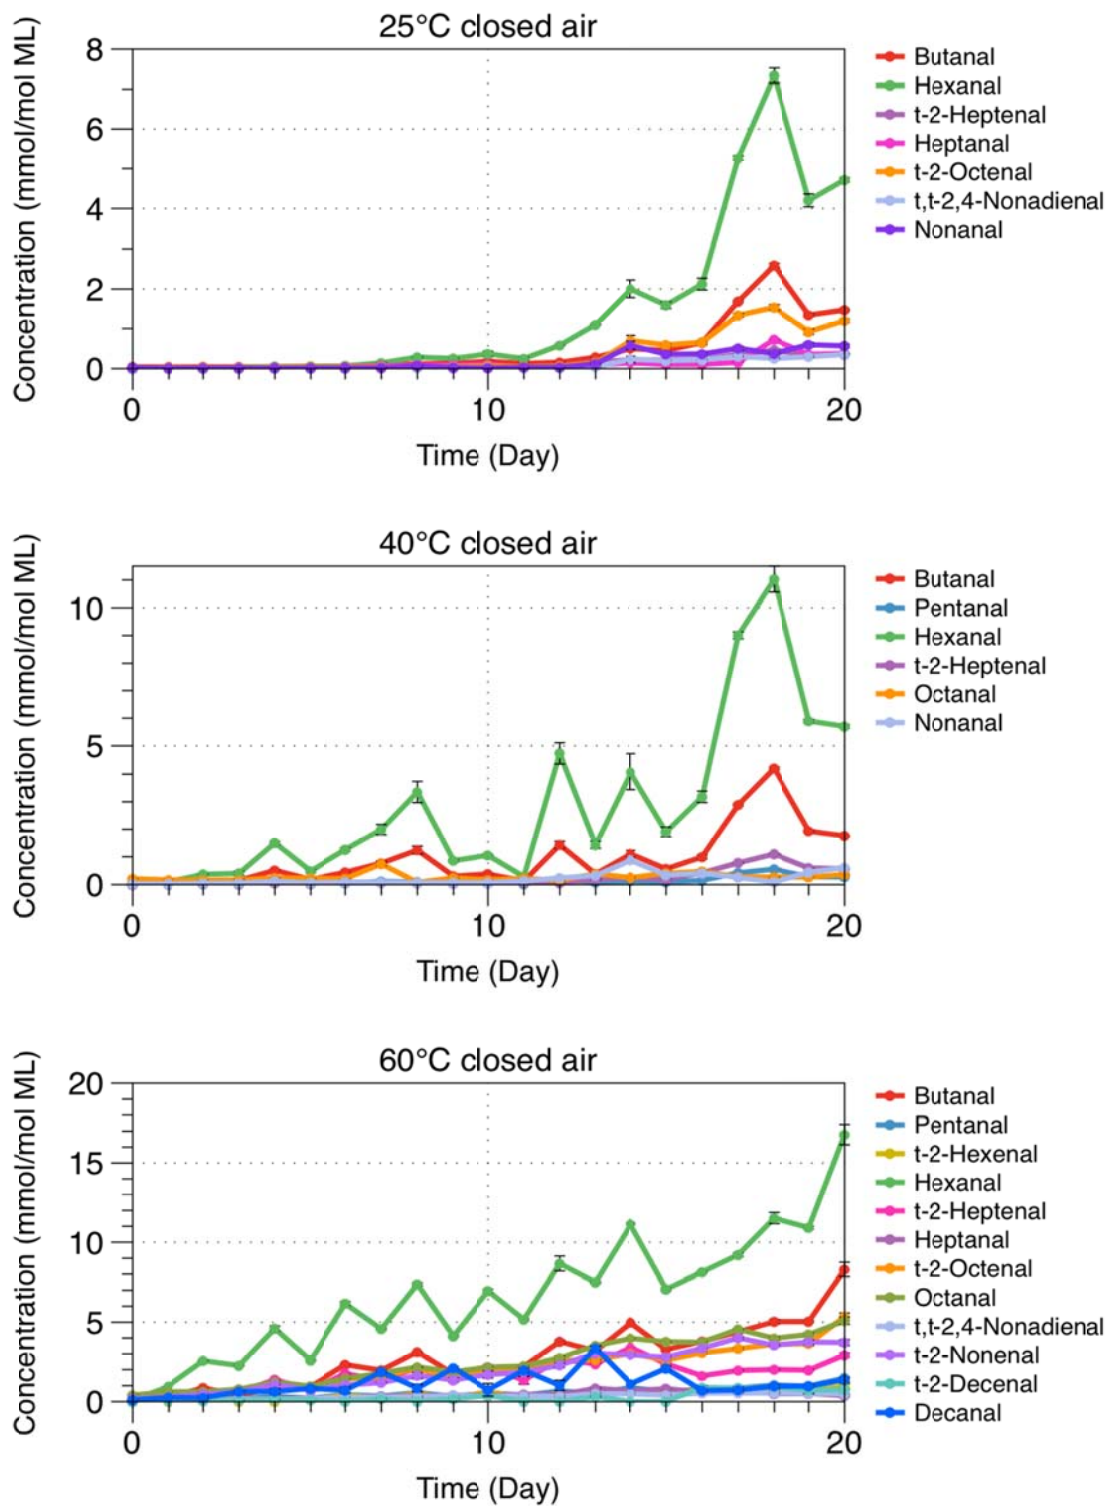 25°C closed air
Concentration (mmol/mol ML)
8
6
4
2
0
0 10 20
Time (Day)
Butanal
Hexanal
t-2-Heptenal
Heptanal
t-2-Octenal
t,t-2,4-Nonadienal
Nonanal
40°C closed air
Concentration (mmol/mol ML)
10
5
0
0 10 20
Time (Day)
Butanal
Pentanal
Hexanal
t-2-Heptenal
Octanal
Nonanal
60°C closed air
Concentration (mmol/mol ML)
20
15
10
5
0
0 10 20
Time (Day)
Butanal
Pentanal
t-2-Hexenal
Hexanal
t-2-Heptenal
Heptanal
t-2-Octenal
Octanal
t,t-2,4-Nonadienal
t-2-Nonenal
t-2-Decenal
Decanal